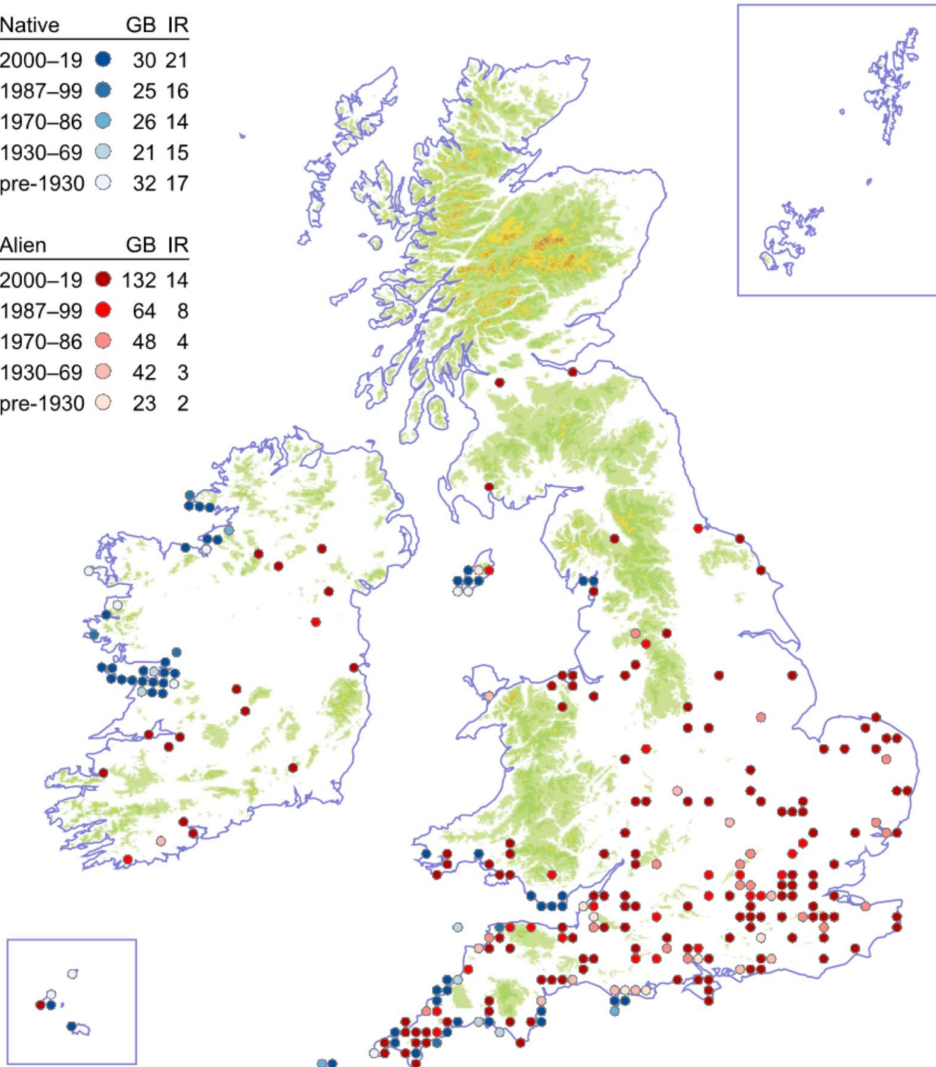 Native GB IR
2000–19 30 21
1987–99 25 16
1970–86 26 14
1930–69 21 15
pre-1930 32 17
Alien GB IR
2000–19 132 14
1987–99 64 8
1970–86 48 4
1930–69 42 3
pre-1930 23 2